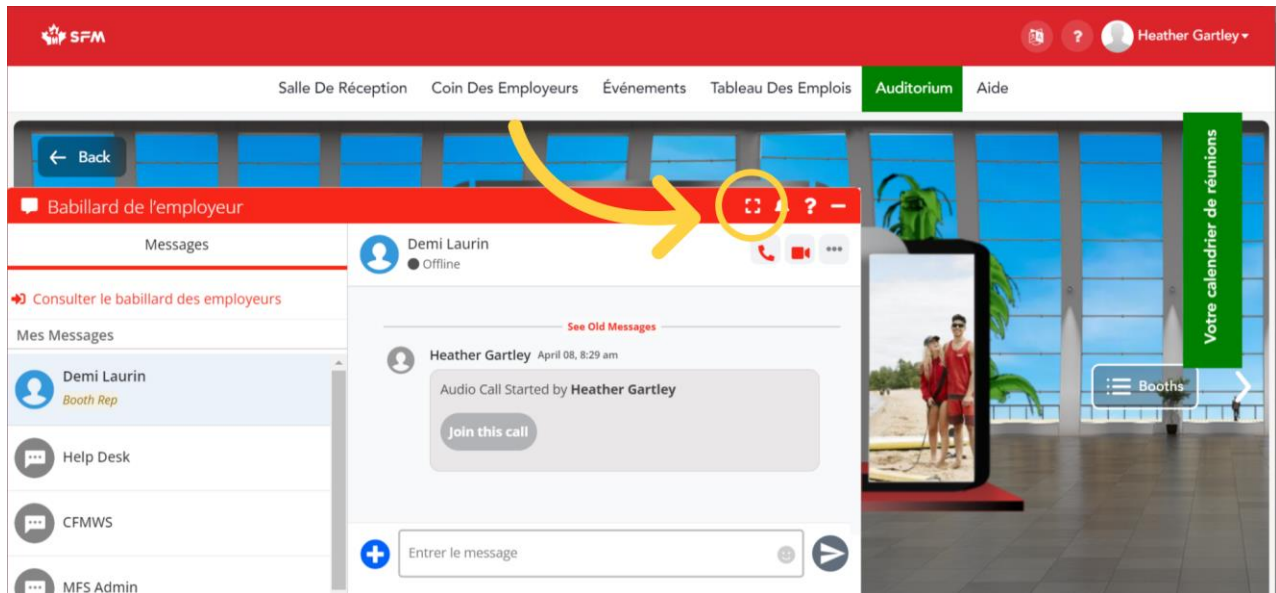 SFM
?
Heather Gartley
Salle De Réception Coin Des Employeurs Événements Tableau Des Emplois Auditorium Aide
← Back
Votre calendrier de réunions
Babillard de l'employeur
?
Messages
Consulter le babillard des employeurs
Mes Messages
Demi Laurin
Booth Rep
Help Desk
CFMWS
MFS Admin
Demi Laurin
Offline
See Old Messages
Heather Gartley April 08, 8:29 am
Audio Call Started by Heather Gartley
Join this call
Entrer le message
Booths